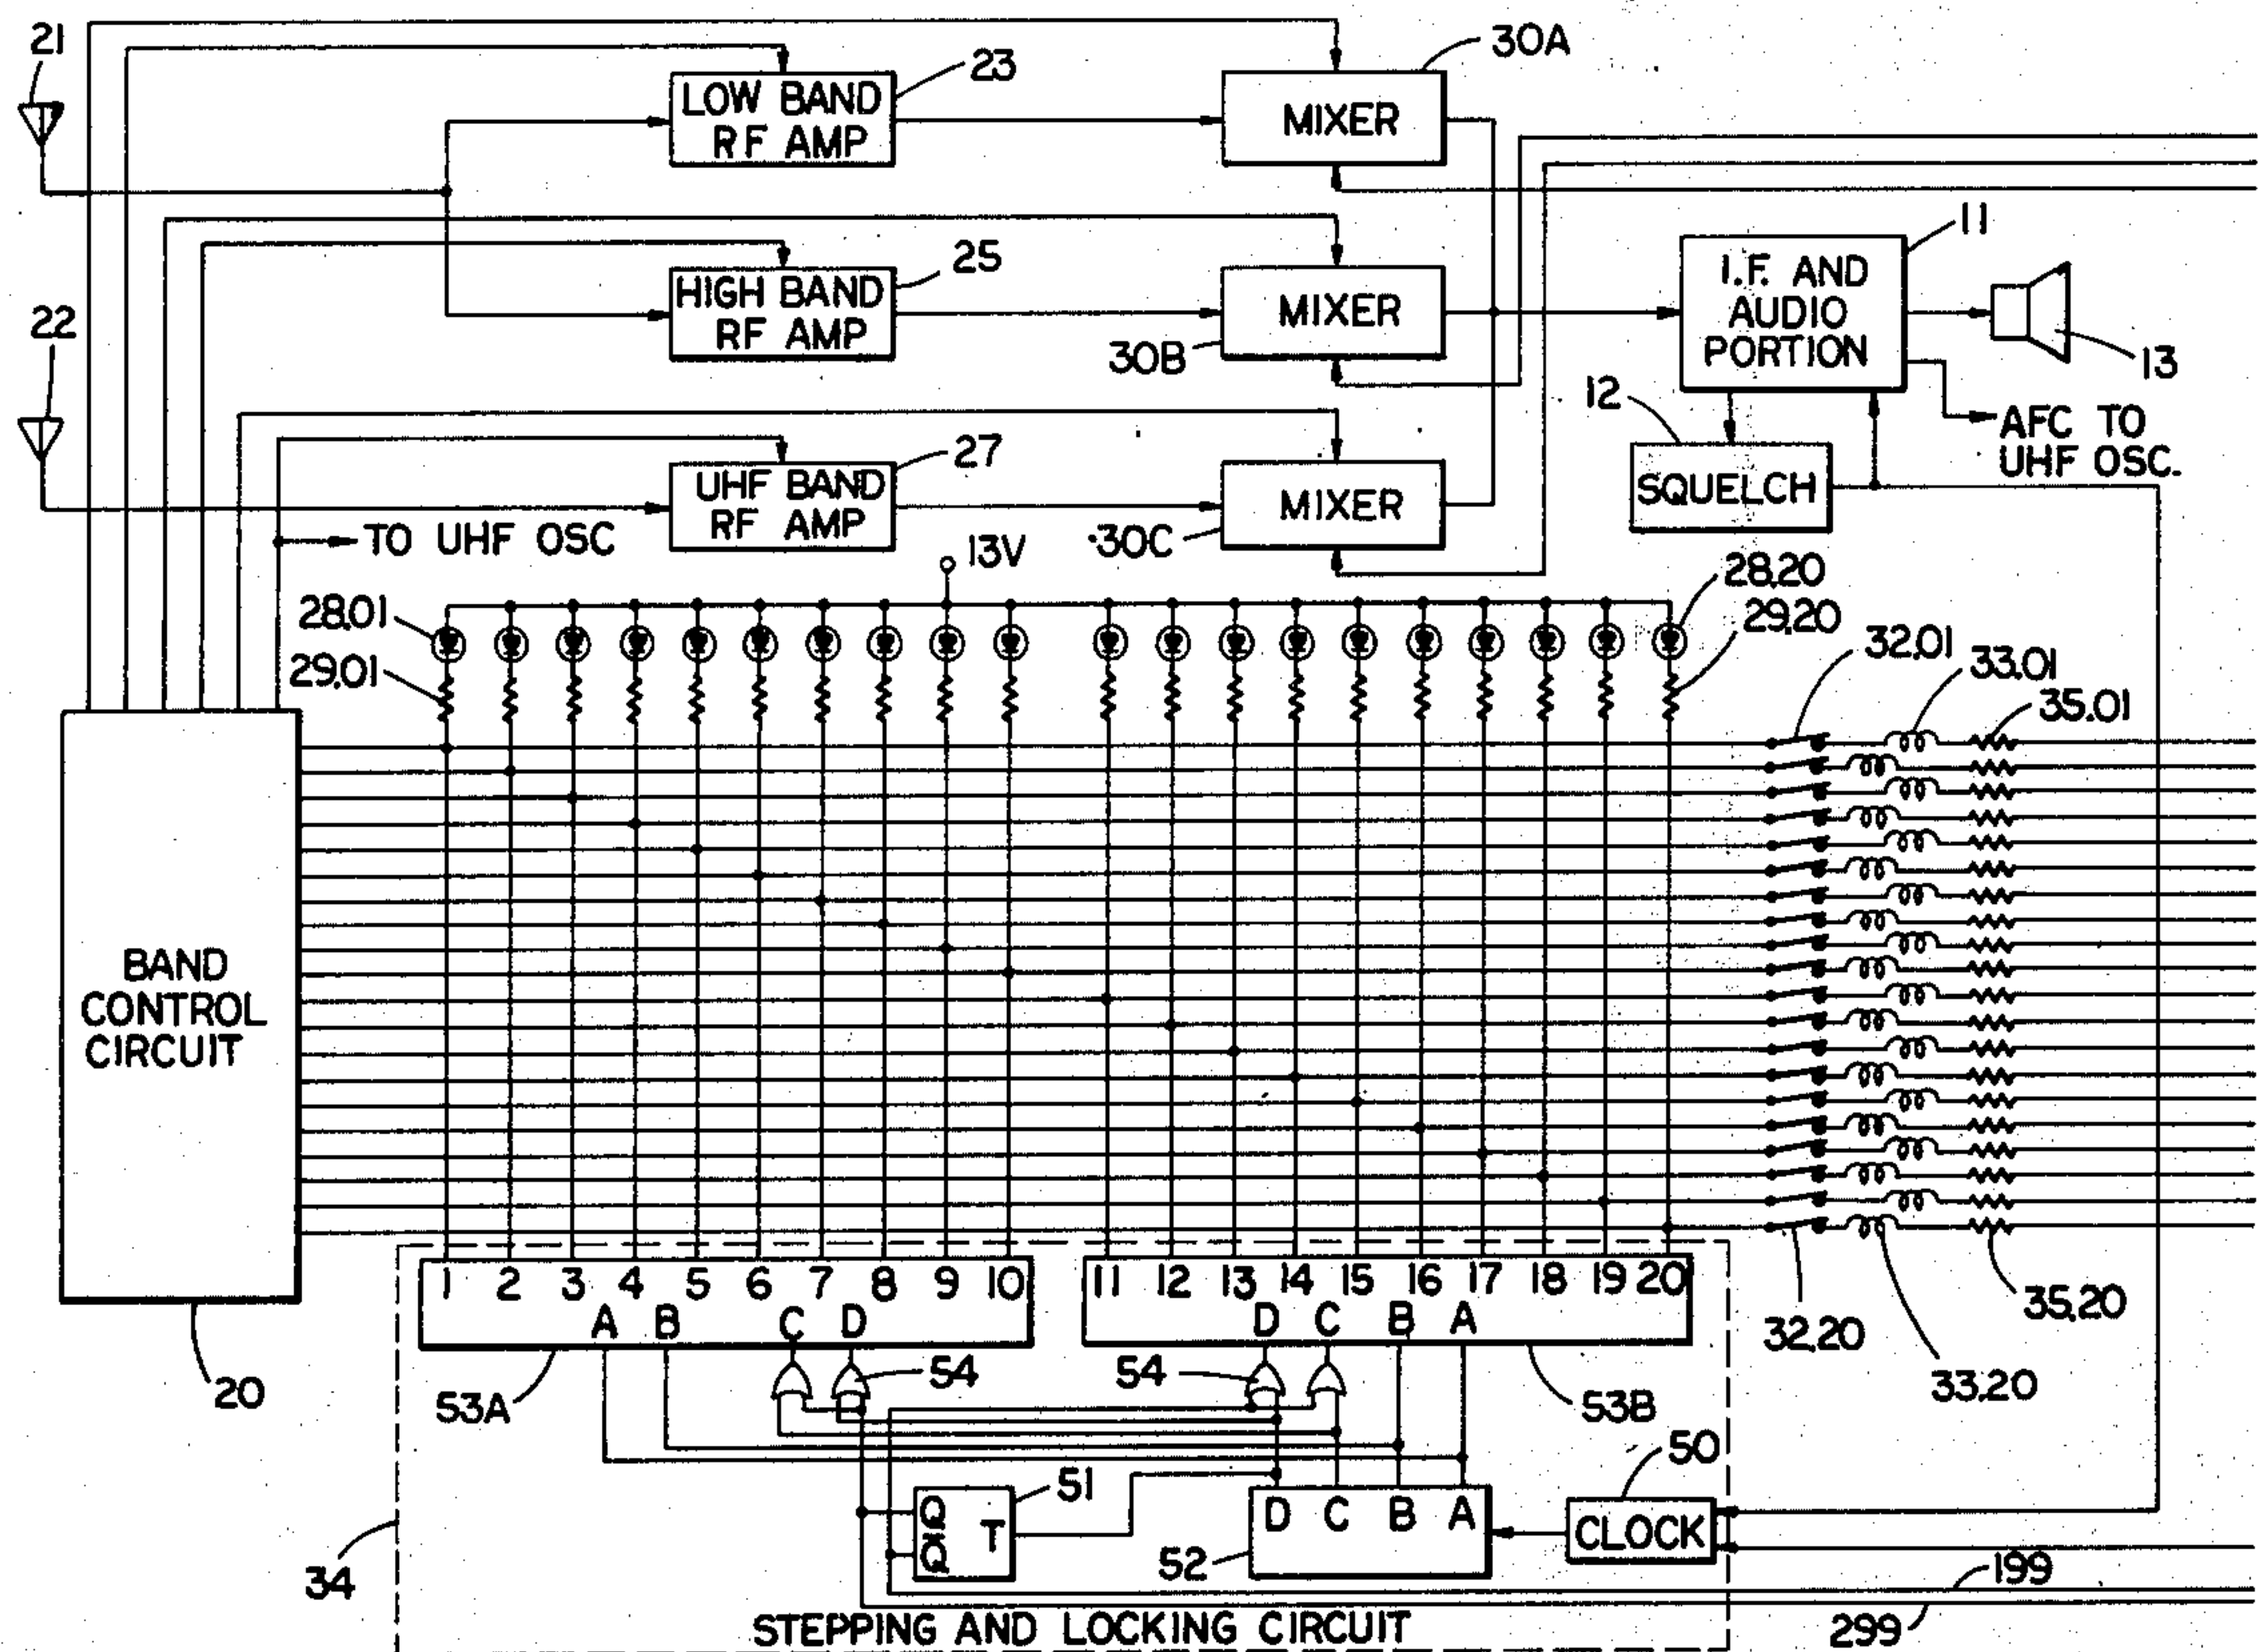 21
23
30A
LOW BAND
RF AMP
MIXER
22
25
HIGH BAND
RF AMP
MIXER
30B
11
I.F. AND
AUDIO
PORTION
13
12
AFC TO
UHF OSC.
27
UHF BAND
RF AMP
MIXER
30C
SQUELCH
TO UHF OSC
13V
28.01
29.01
28.20
29.20
32.01
33.01
35.01
BAND
CONTROL
CIRCUIT
20
1 2 3 4 5 6 7 8 9 10
A B C D
11 12 13 14 15 16 17 18 19 20
D C B A
32.20
33.20
35.20
53A
54
54
53B
50
51
Q
Q̅
T
D C B A
52
CLOCK
34
199
299
STEPPING AND LOCKING CIRCUIT